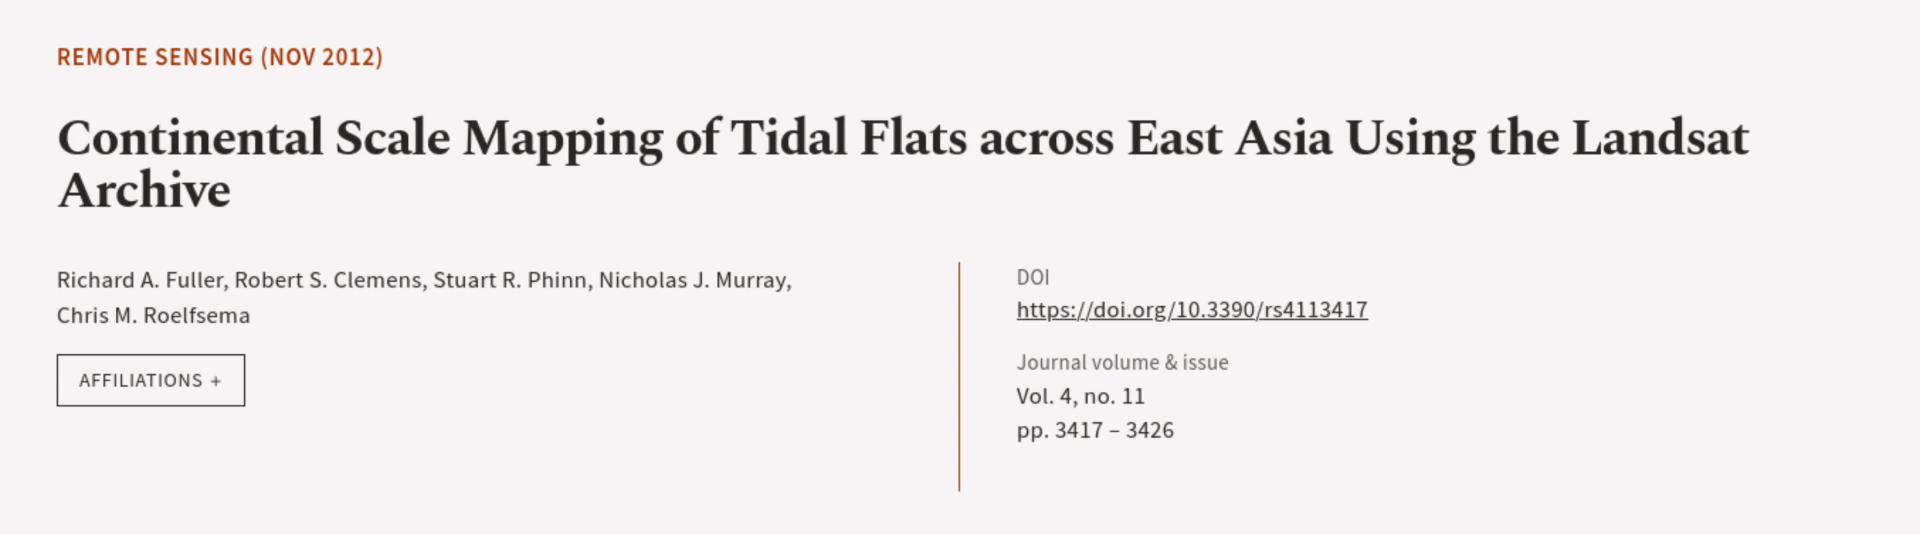 REMOTE SENSING (NOV 2012)
Continental Scale Mapping of Tidal Flats across East Asia Using the Landsat
Archive
Richard A. Fuller, Robert S. Clemens, Stuart R. Phinn, Nicholas J. Murray,
Chris M. Roelfsema
AFFILIATIONS +
DOI
https://doi.org/10.3390/rs4113417
Journal volume & issue
Vol. 4, no. 11
pp. 3417 – 3426